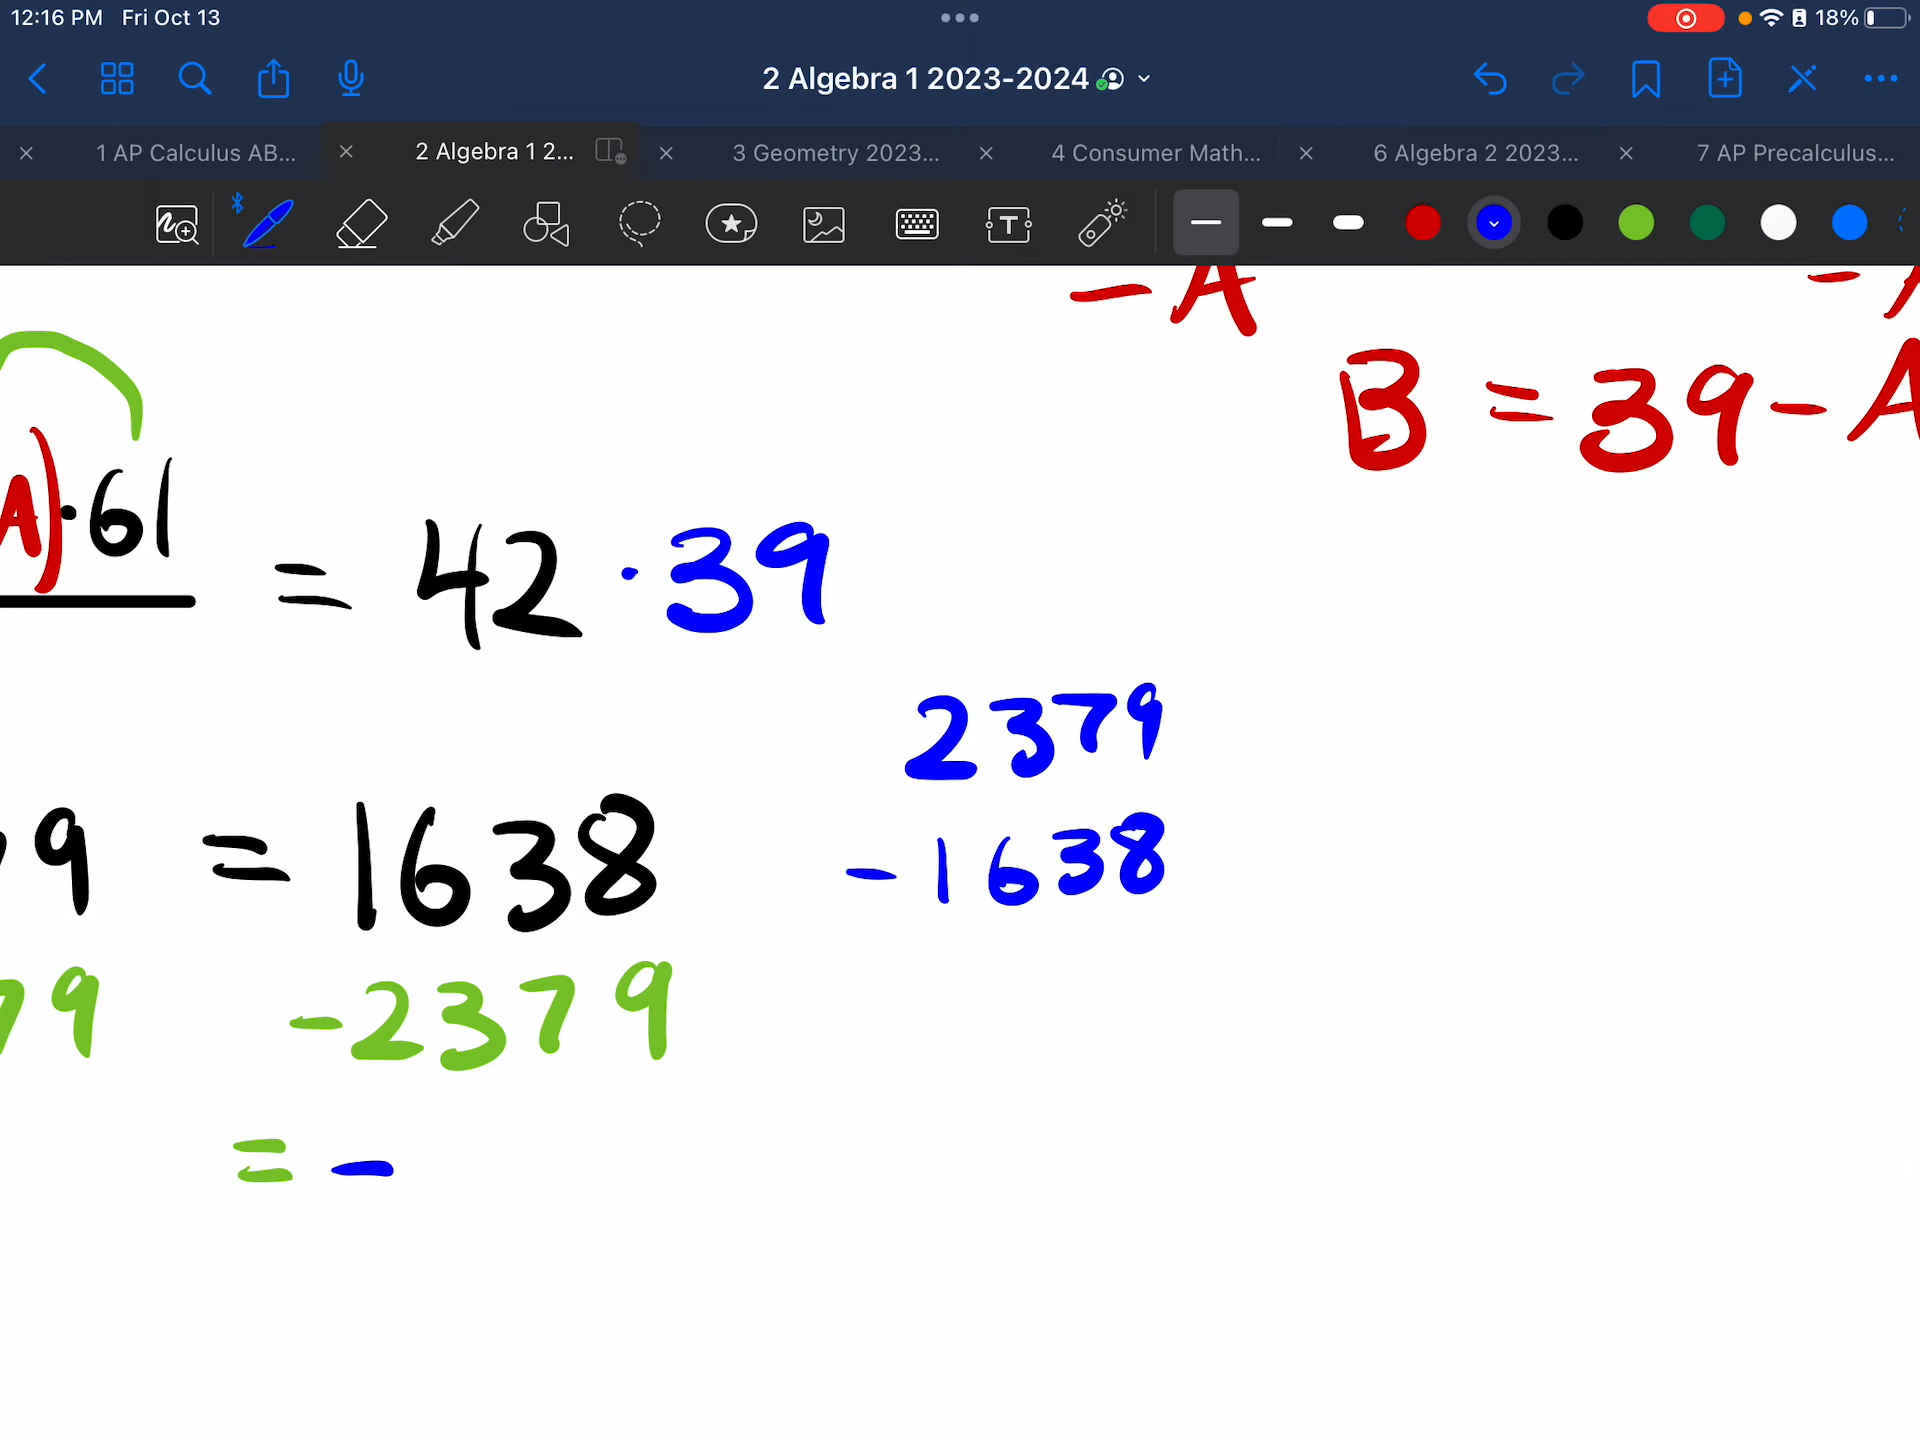 12:16 PM Fri Oct 13
18%
2 Algebra 1 2023-2024
1 AP Calculus AB...
2 Algebra 1 2...
3 Geometry 2023...
4 Consumer Math...
6 Algebra 2 2023...
7 AP Precalculus...
T
-A
B = 39-A
A)·61
= 42·39
2379
9 = 1638
-1638
79 -2379
= -